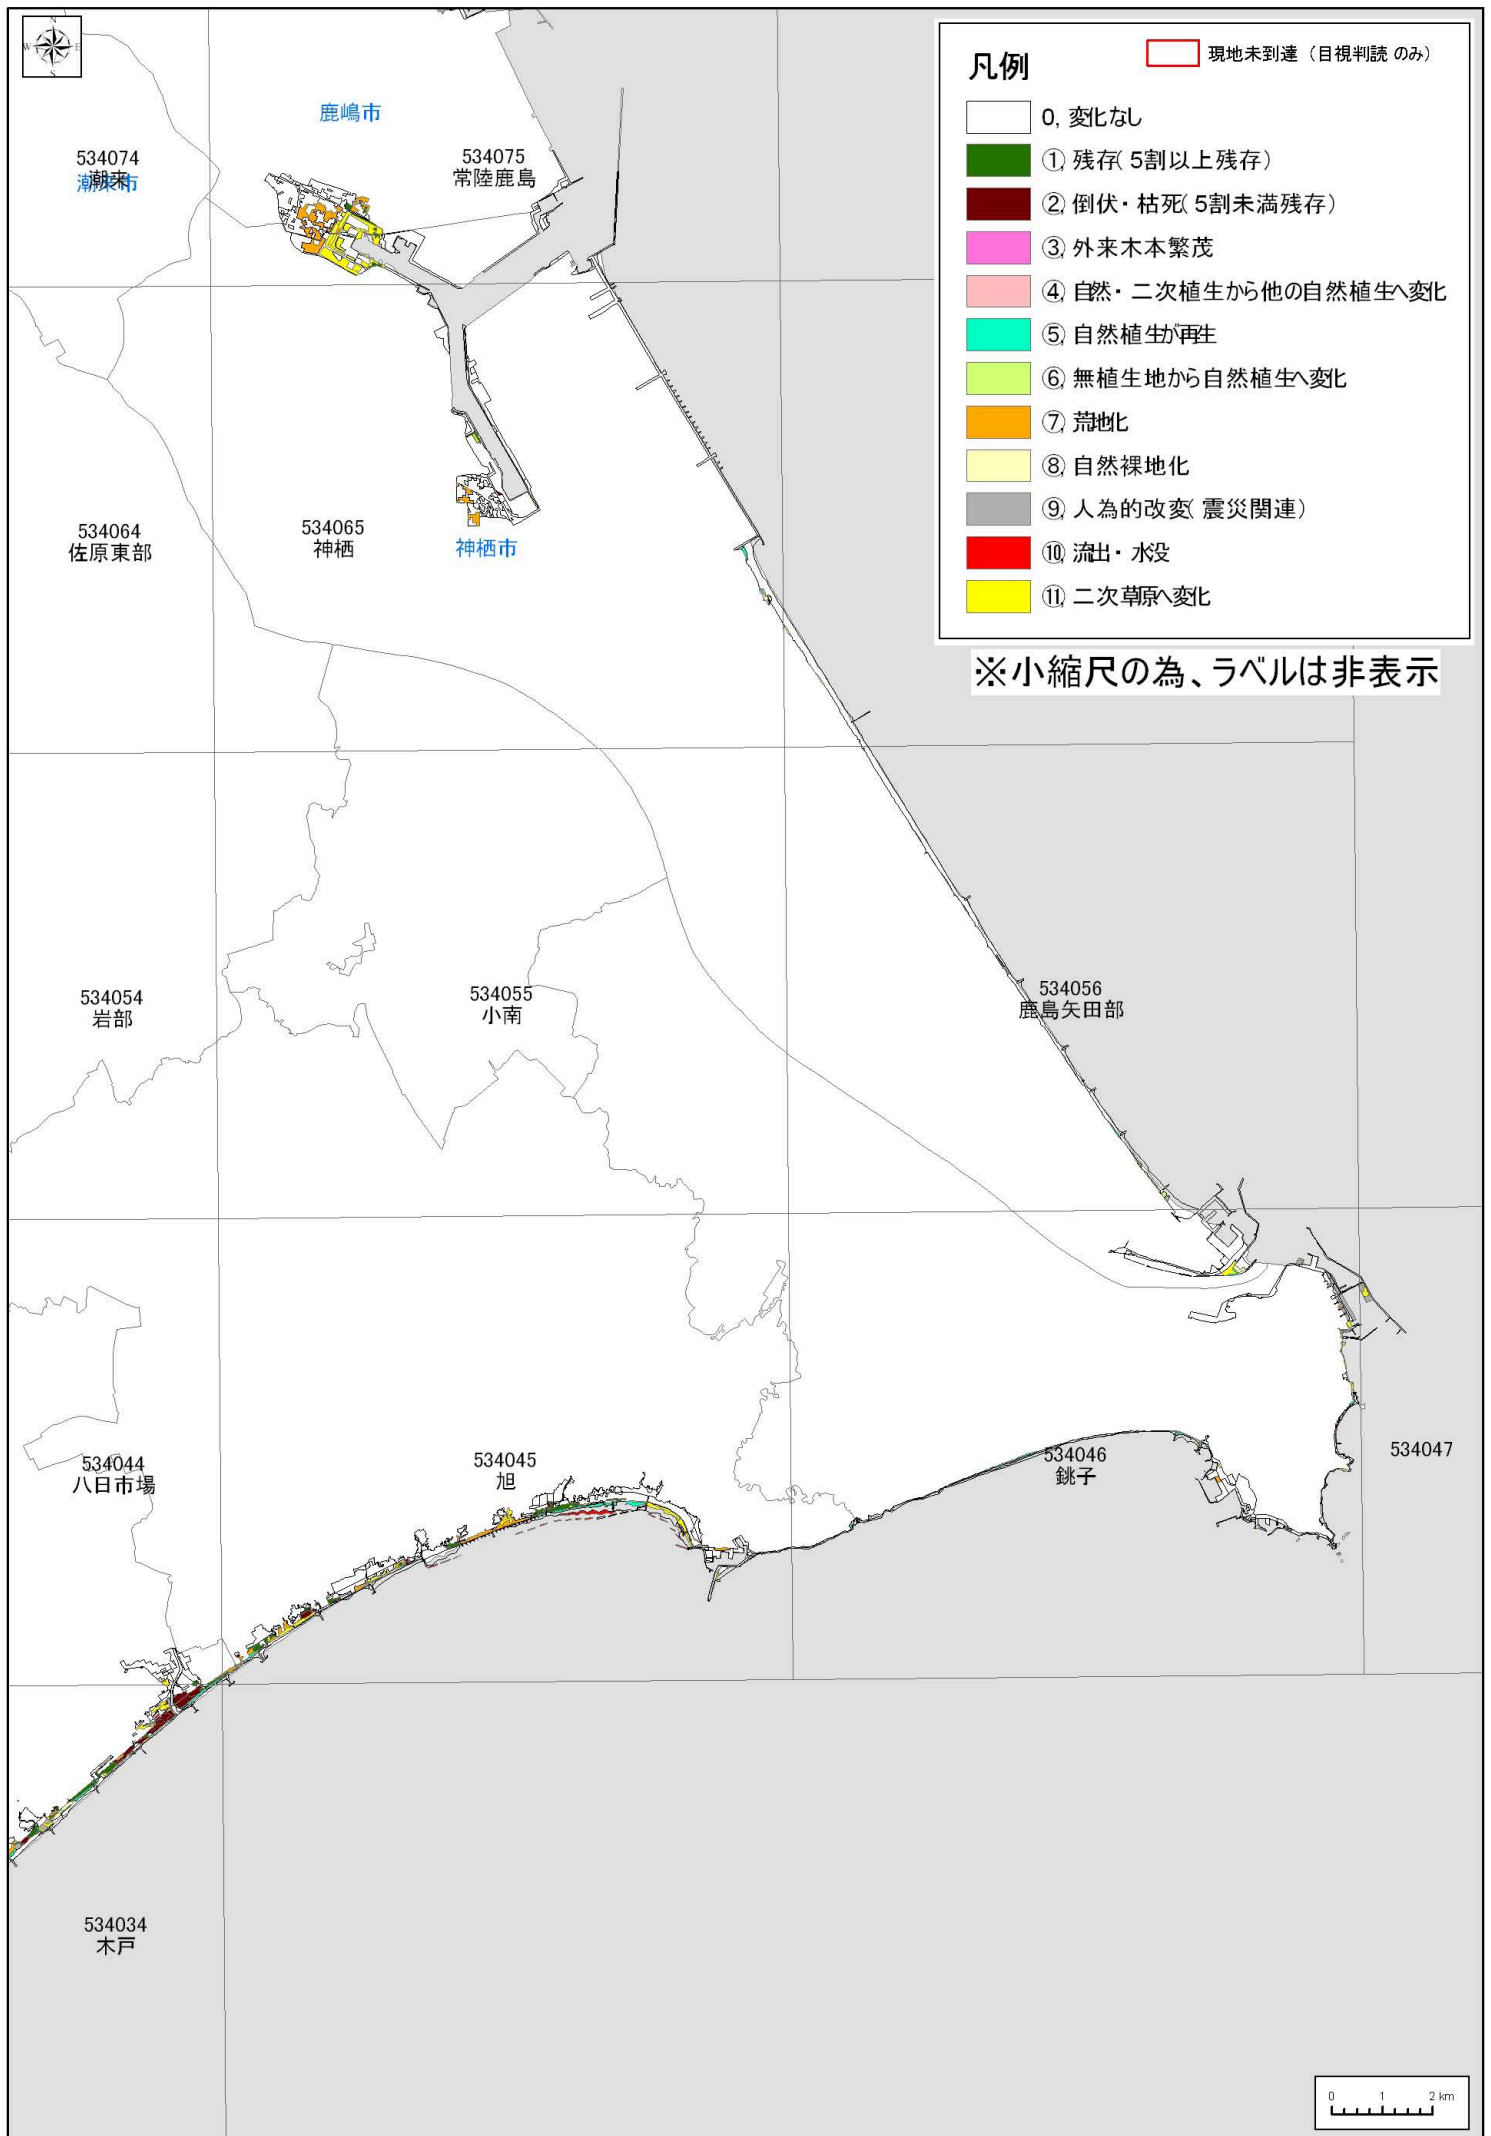 N
W E
S
凡例
現地未到達（目視判読 のみ）
0, 変化なし
①, 残存( 5割以上残存)
②, 倒伏・枯死( 5割未満残存)
③, 外来木本繁茂
④, 自然・二次植生から他の自然植生へ変化
⑤, 自然植生が再生
⑥, 無植生地から自然植生へ変化
⑦, 荒地化
⑧, 自然裸地化
⑨, 人為的改変( 震災関連)
⑩, 流出・水没
⑪, 二次草原へ変化
※小縮尺の為、ラベルは非表示
鹿嶋市
534074
潮来
潮来市
534075
常陸鹿島
534064
佐原東部
534065
神栖
神栖市
534054
岩部
534055
小南
534056
鹿島矢田部
534044
八日市場
534045
旭
534046
銚子
534047
534034
木戸
0 1 2 km